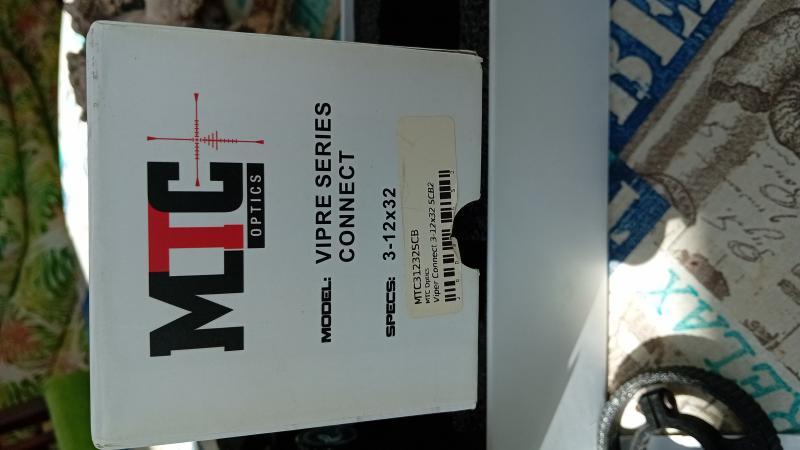 MTC
OPTICS
MODEL: VIPRE SERIES
CONNECT
SPECS: 3-12x32
MTC31232SCB
MTC Optics
Viper Connect 3-12x32 SCB2
RELAX